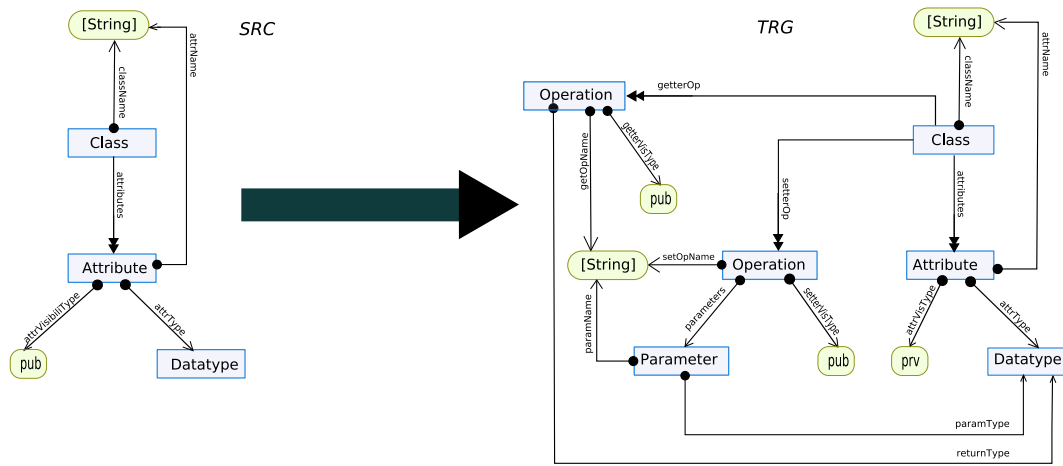 [String]
SRC
attrName
className
Class
attributes
Attribute
attrVisibiliType
attrType
pub
Datatype
TRG
[String]
attrName
className
getterOp
Operation
Class
getOpName
getterVisType
pub
setterOp
attributes
[String]
setOpName
Operation
Attribute
paramName
parameters
setterVisType
attrVisType
attrType
Parameter
pub
prv
Datatype
paramType
returnType